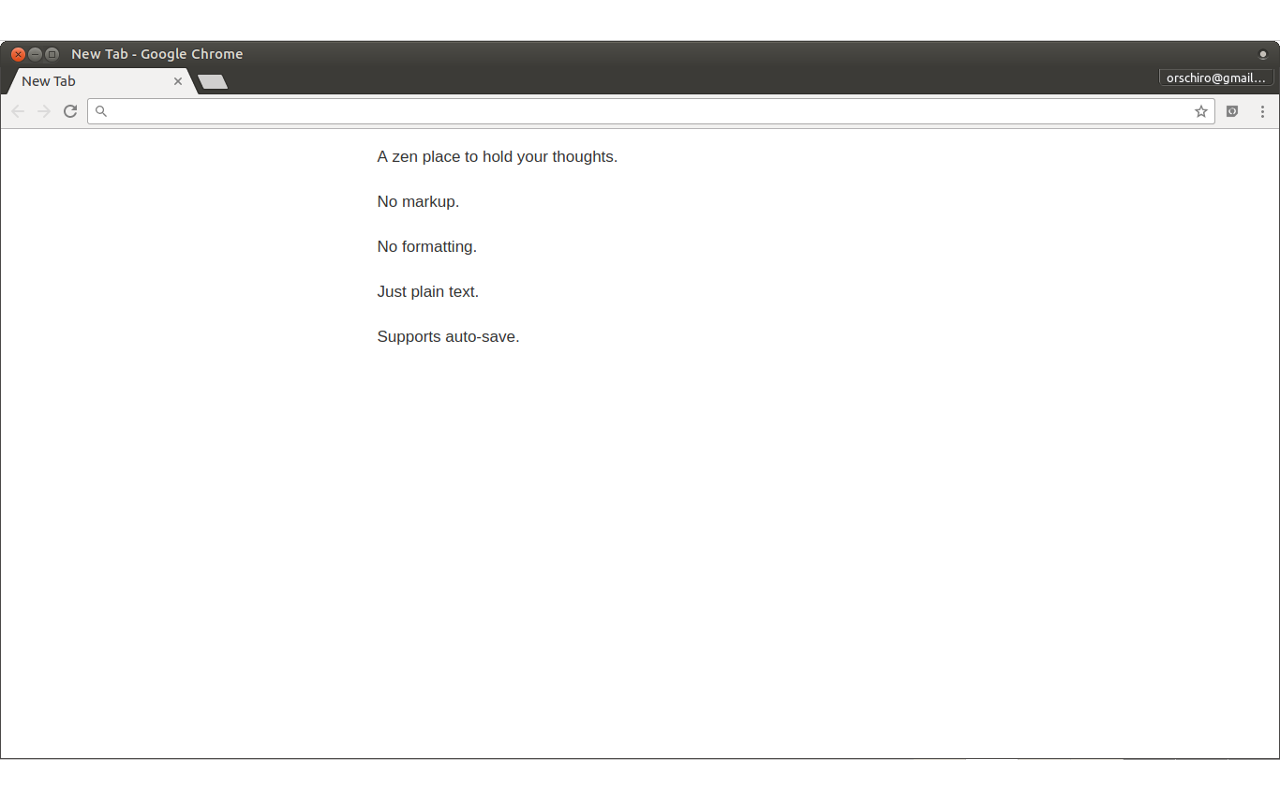 New Tab - Google Chrome
New Tab
orschiro@gmail...
A zen place to hold your thoughts.
No markup.
No formatting.
Just plain text.
Supports auto-save.